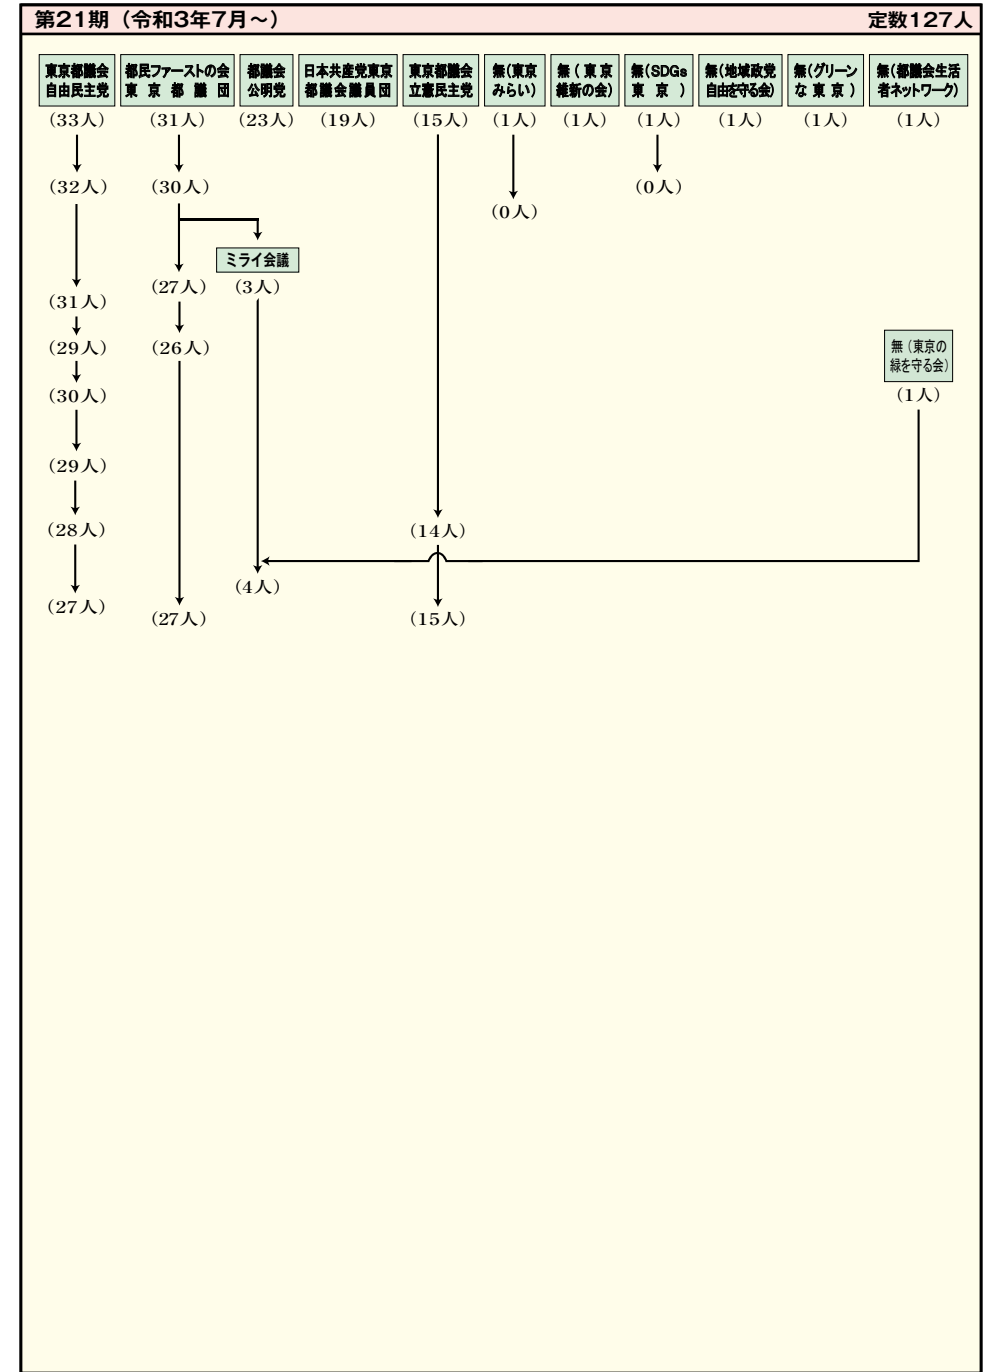 第21期（令和3年7月～）
定数127人
東京都議会
自由民主党
都民ファーストの会
東京都議団
都議会
公明党
日本共産党東京
都議会議員団
東京都議会
立憲民主党
無（東京
みらい）
無（東京
維新の会）
無（SDGs
東京）
無（地域政党
自由を守る会）
無（グリーン
な東京）
無（都議会生活
者ネットワーク）
（33人）
（31人）
（23人）
（19人）
（15人）
（1人）
（1人）
（1人）
（1人）
（1人）
（1人）
（32人）
（30人）
（0人）
（0人）
ミライ会議
（27人）
（3人）
（31人）
（29人）
（26人）
無（東京の
緑を守る会）
（30人）
（1人）
（29人）
（28人）
（14人）
（4人）
（27人）
（27人）
（15人）